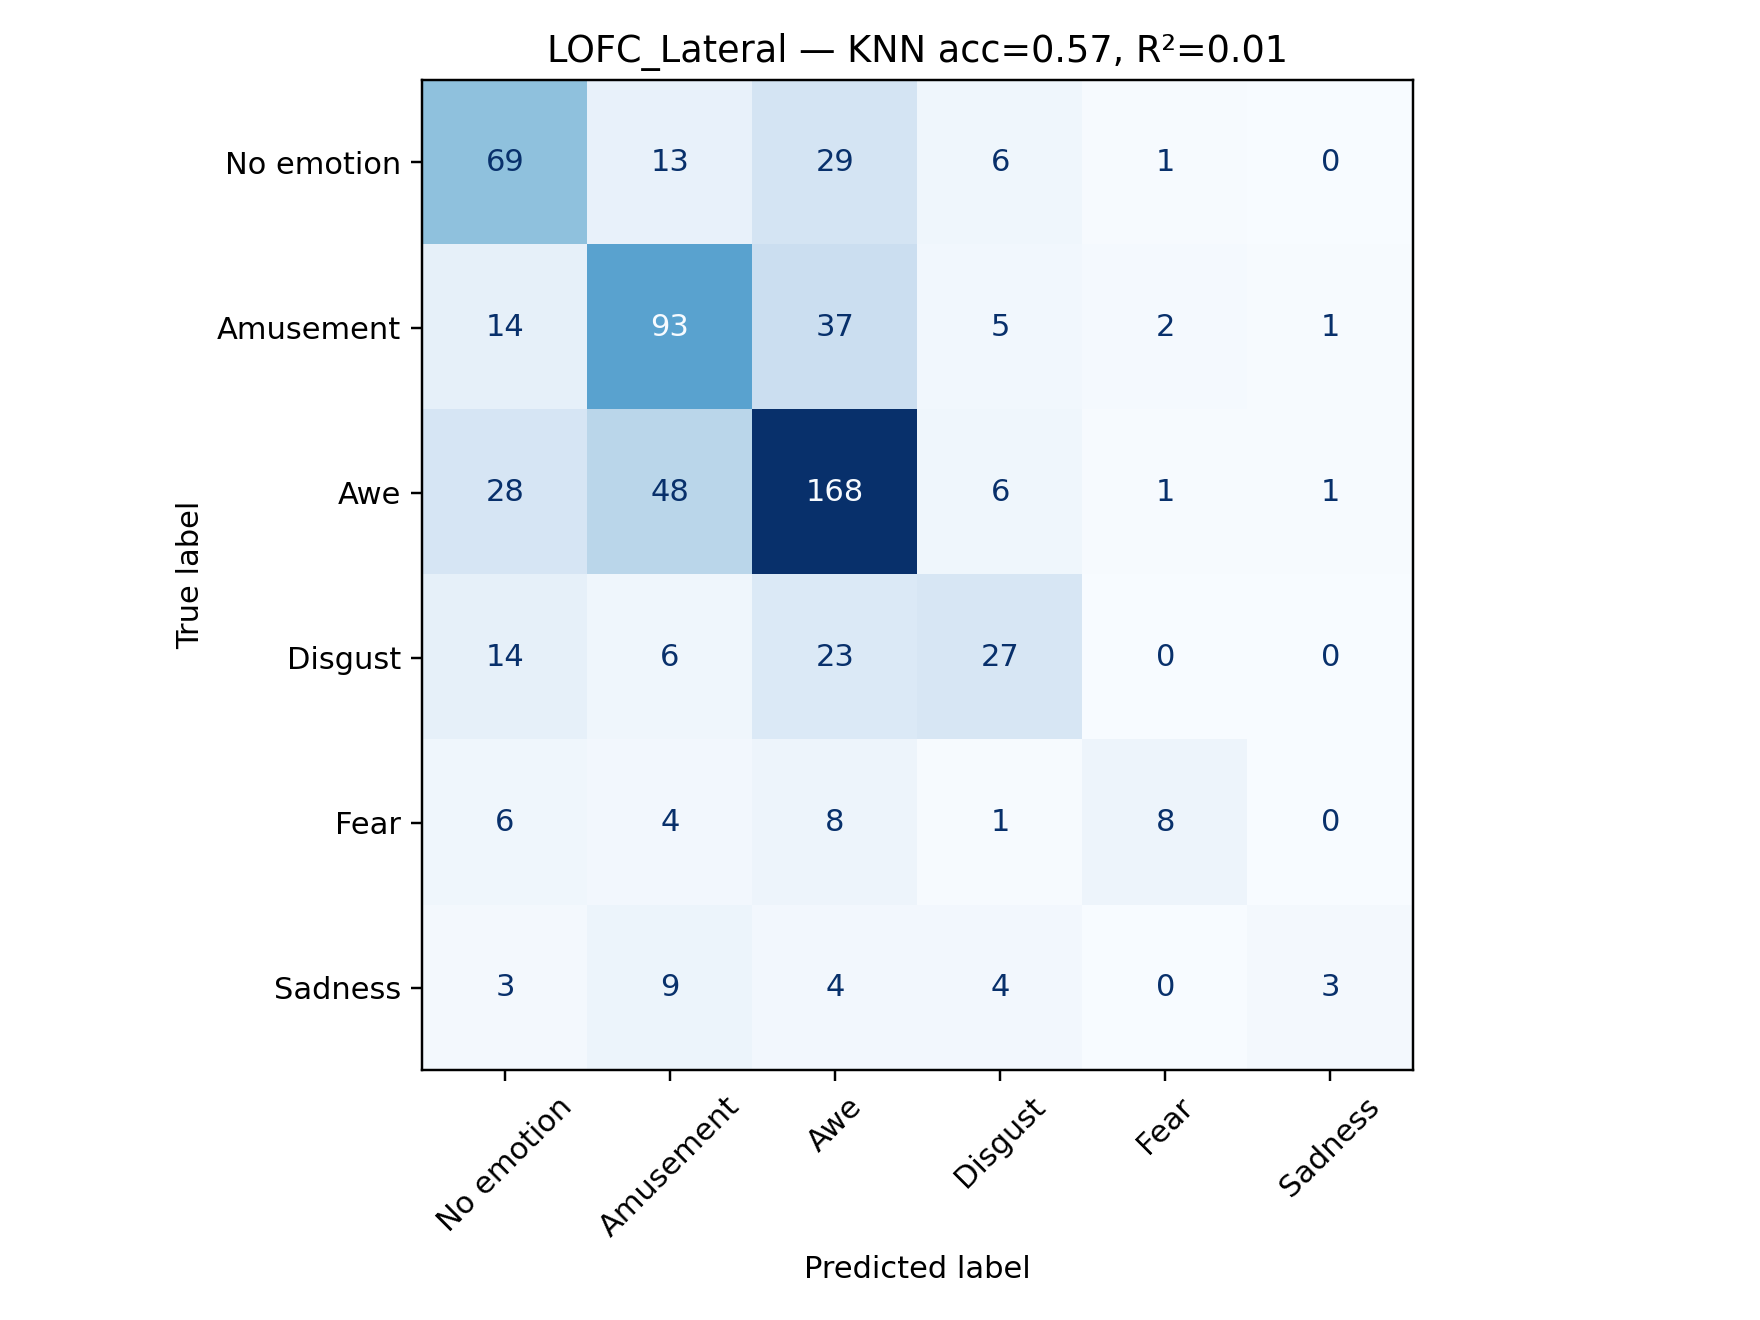 LOFC_Lateral — KNN acc=0.57, R²=0.01
No emotion 69 13 29 6 1 0
Amusement 14 93 37 5 2 1
Awe 28 48 168 6 1 1
Disgust 14 6 23 27 0 0
Fear 6 4 8 1 8 0
Sadness 3 9 4 4 0 3
True label
No emotion Amusement Awe Disgust Fear Sadness
Predicted label